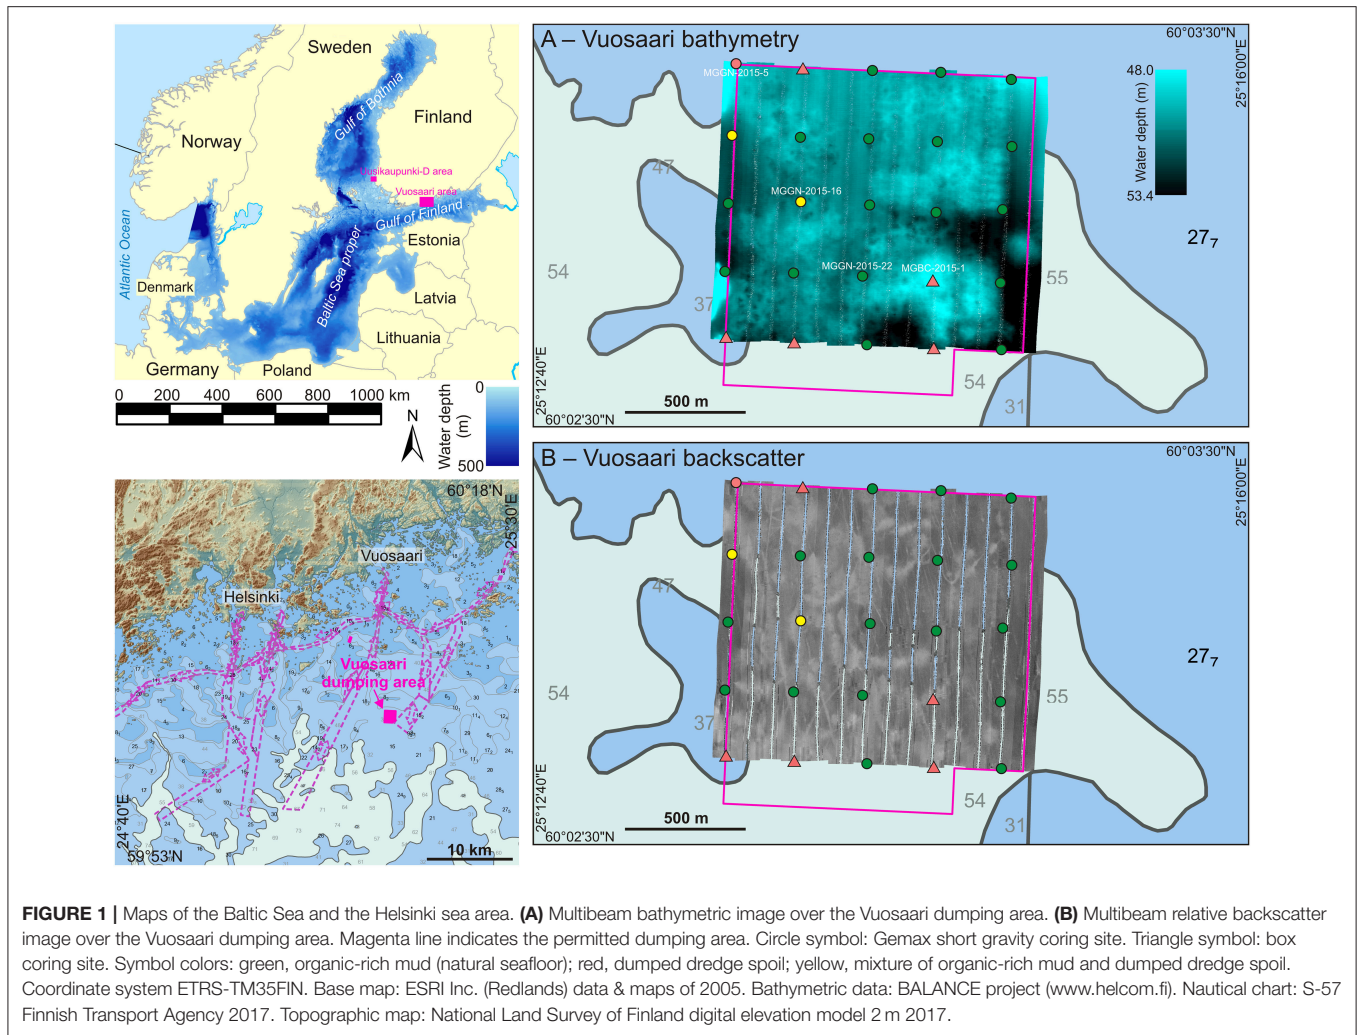 Sweden
Norway
Finland
Gulf of Bothnia
Uusikaupunki-D area
Vuosaari area
Gulf of Finland
Estonia
Atlantic Ocean
Baltic Sea proper
Denmark
Latvia
Lithuania
Germany
Poland
0 200 400 600 800 1000 km
N
Water depth (m)
0
500
60°18'N
25°30'E
Vuosaari
Helsinki
Vuosaari
dumping area
24°40'E
59°53'N
10 km
A – Vuosaari bathymetry
60°03'30"N
25°16'00"E
MGGN-2015-5
48.0
Water depth (m)
53.4
47
MGGN-2015-16
27₇
54
MGGN-2015-22
MGBC-2015-1
55
37
54
31
25°12'40"E
60°02'30"N
500 m
B – Vuosaari backscatter
60°03'30"N
25°16'00"E
47
27₇
54
55
37
54
31
25°12'40"E
60°02'30"N
500 m
FIGURE 1 | Maps of the Baltic Sea and the Helsinki sea area. (A) Multibeam bathymetric image over the Vuosaari dumping area. (B) Multibeam relative backscatter
image over the Vuosaari dumping area. Magenta line indicates the permitted dumping area. Circle symbol: Gemax short gravity coring site. Triangle symbol: box
coring site. Symbol colors: green, organic-rich mud (natural seafloor); red, dumped dredge spoil; yellow, mixture of organic-rich mud and dumped dredge spoil.
Coordinate system ETRS-TM35FIN. Base map: ESRI Inc. (Redlands) data & maps of 2005. Bathymetric data: BALANCE project (www.helcom.fi). Nautical chart: S-57
Finnish Transport Agency 2017. Topographic map: National Land Survey of Finland digital elevation model 2 m 2017.